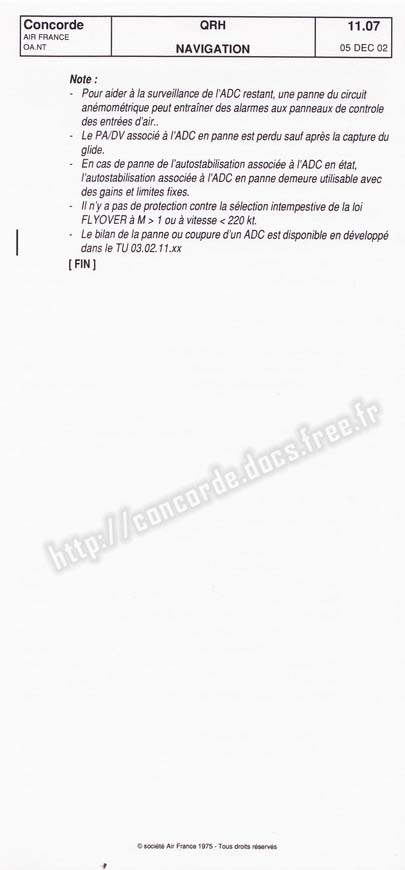 Concorde
AIR FRANCE
OA.NT
QRH
NAVIGATION
11.07
05 DEC 02
Note :
- Pour aider à la surveillance de l'ADC restant, une panne du circuit
anémométrique peut entraîner des alarmes aux panneaux de controle
des entrées d'air..
- Le PA/DV associé à l'ADC en panne est perdu sauf après la capture du
glide.
- En cas de panne de l'autostabilisation associée à l'ADC en état,
l'autostabilisation associée à l'ADC en panne demeure utilisable avec
des gains et limites fixes.
- Il n'y a pas de protection contre la sélection intempestive de la loi
FLYOVER à M > 1 ou à vitesse < 220 kt.
- Le bilan de la panne ou coupure d'un ADC est disponible en développé
dans le TU 03.02.11.xx
[ FIN ]
http://concorde.docs.free.fr
© société Air France 1975 - Tous droits réservés